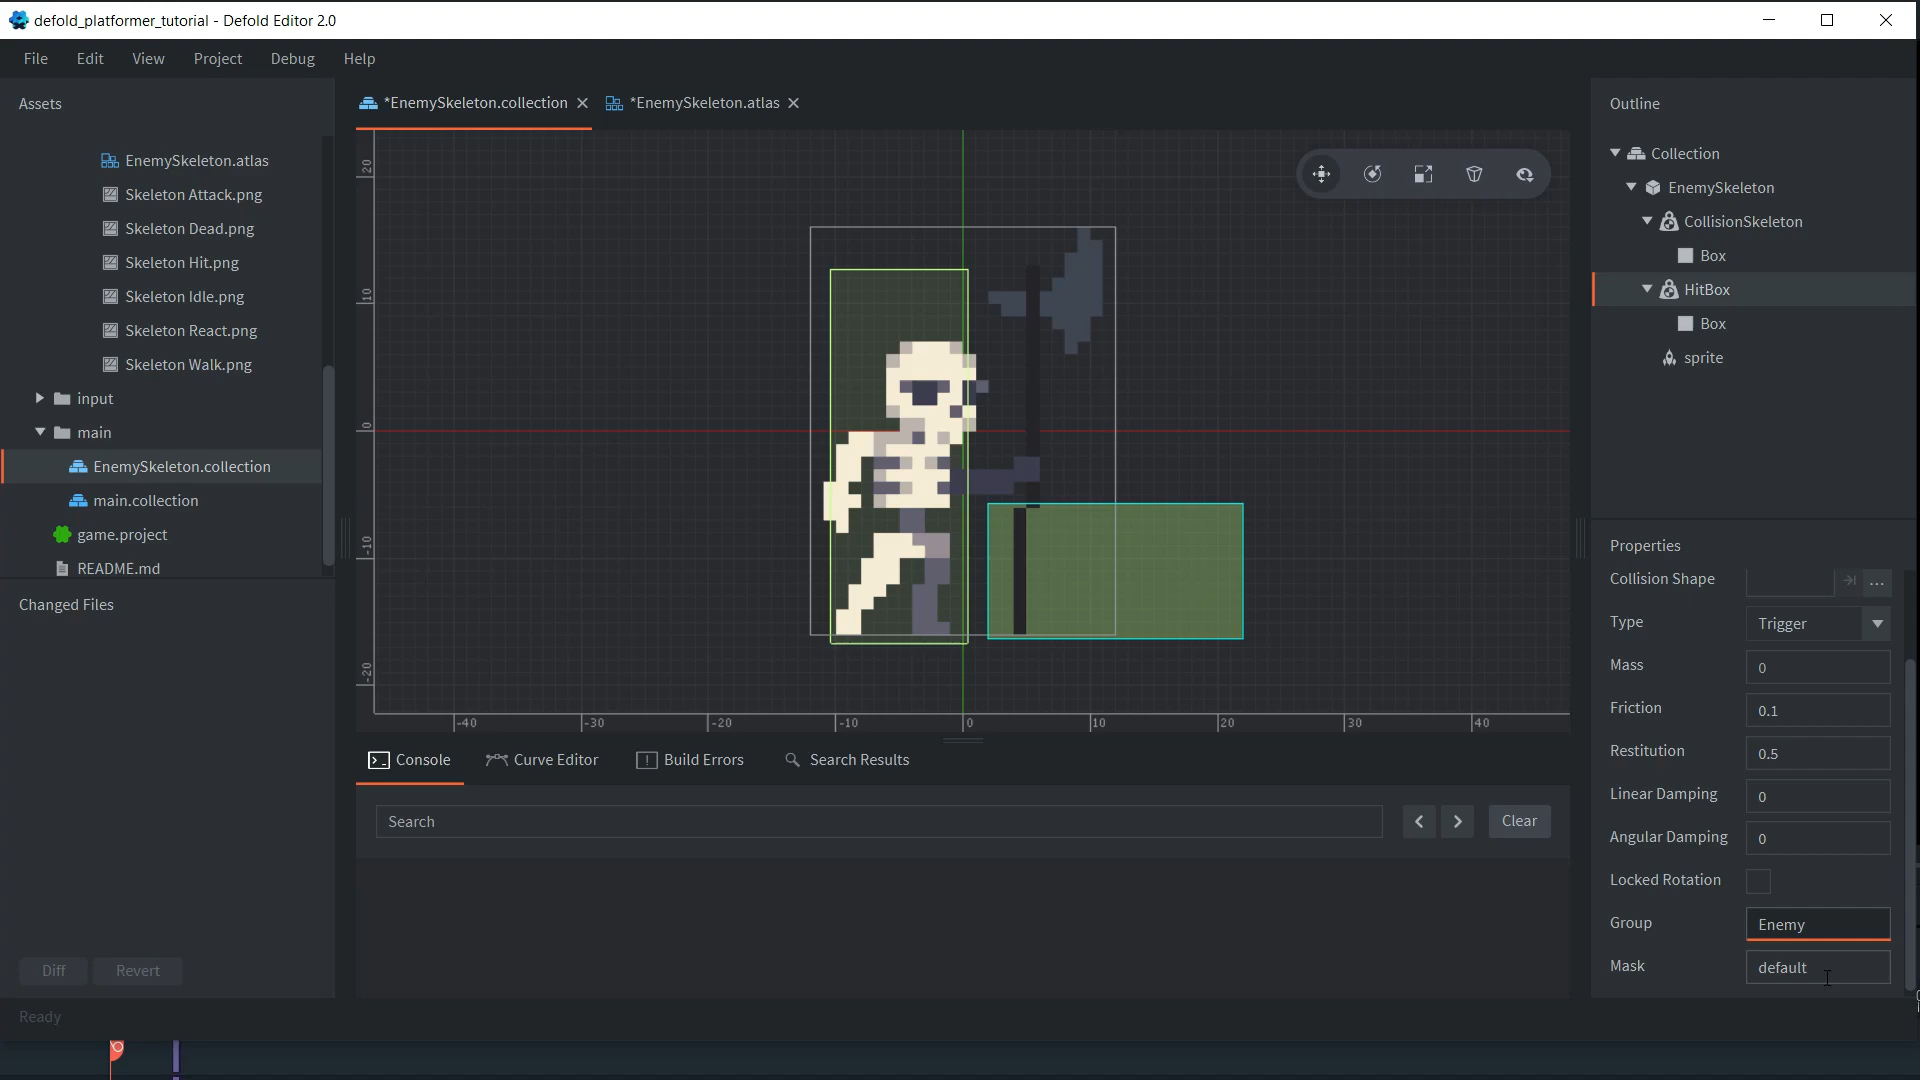 defold_platformer_tutorial - Defold Editor 2.0
File Edit View Project Debug Help
Assets
EnemySkeleton.atlas
Skeleton Attack.png
Skeleton Dead.png
Skeleton Hit.png
Skeleton Idle.png
Skeleton React.png
Skeleton Walk.png
input
main
EnemySkeleton.collection
main.collection
game.project
README.md
Changed Files
Diff Revert
Ready
*EnemySkeleton.collection *EnemySkeleton.atlas
20
10
0
-10
-20
-40 -30 -20 -10 0 10 20 30 40
Console Curve Editor Build Errors Search Results
Search Clear
Outline
Collection
EnemySkeleton
CollisionSkeleton
Box
HitBox
Box
sprite
Properties
Collision Shape ...
Type Trigger
Mass 0
Friction 0.1
Restitution 0.5
Linear Damping 0
Angular Damping 0
Locked Rotation
Group Enemy
Mask default